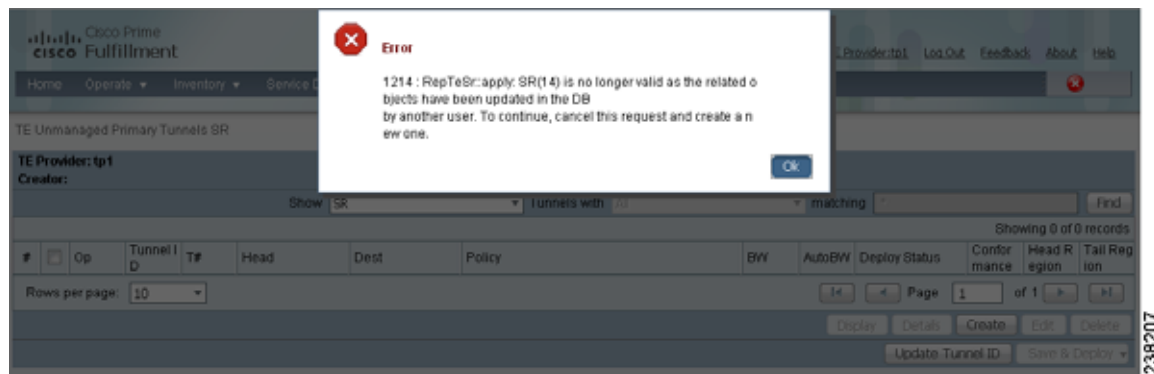 Cisco Prime
cisco Fulfillment
Provider:tp1 Log Out Feedback About Help
Home Operate Inventory Service D
Error
1214 : RepTeSr::apply: SR(14) is no longer valid as the related o
bjects have been updated in the DB
by another user. To continue, cancel this request and create a n
ew one.
Ok
TE Unmanaged Primary Tunnels SR
TE Provider: tp1
Creator:
Show SR Tunnels with All matching * Find
Showing 0 of 0 records
# Op Tunnel I
D T# Head Dest Policy BW AutoBW Deploy Status Confor
mance Head R
egion Tail Reg
ion
Rows per page: 10 Page 1 of 1
Display Details Create Edit Delete
Update Tunnel ID Save & Deploy
238207